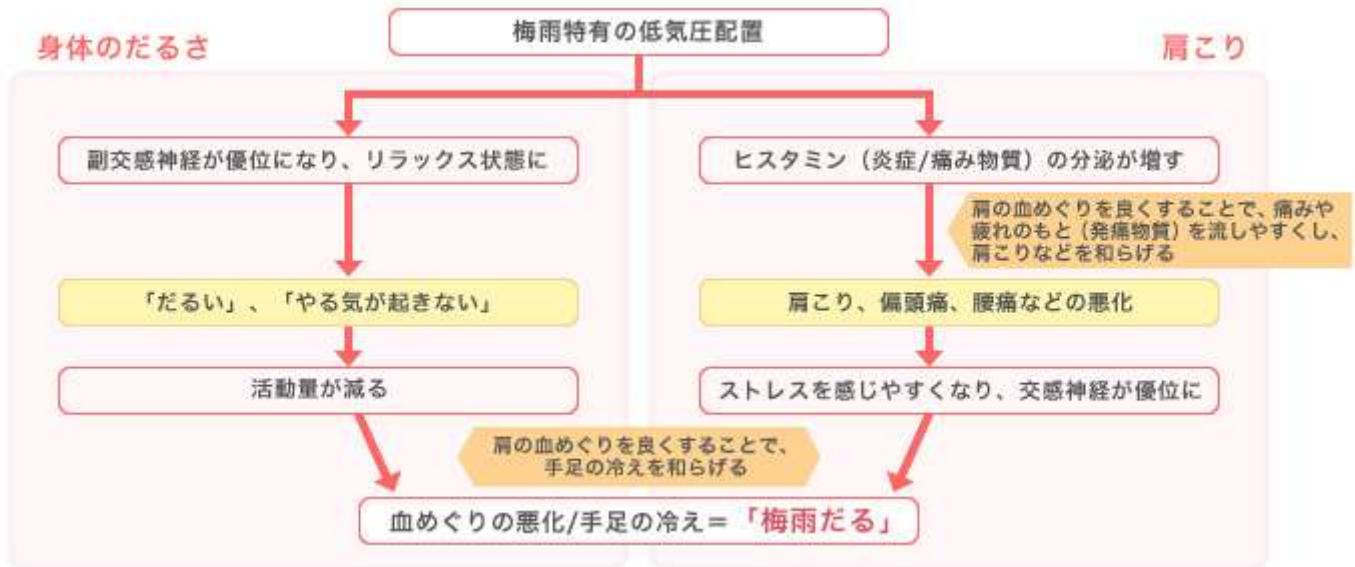 梅雨特有の低気圧配置
身体のだるさ
肩こり
副交感神経が優位になり、リラックス状態に
ヒスタミン（炎症/痛み物質）の分泌が増す
肩の血めぐりを良くすることで、痛みや
疲れのもと（発痛物質）を流しやすくし、
肩こりなどを和らげる
「だるい」、「やる気が起きない」
肩こり、偏頭痛、腰痛などの悪化
活動量が減る
ストレスを感じやすくなり、交感神経が優位に
肩の血めぐりを良くすることで、
手足の冷えを和らげる
血めぐりの悪化/手足の冷え＝「梅雨だる」